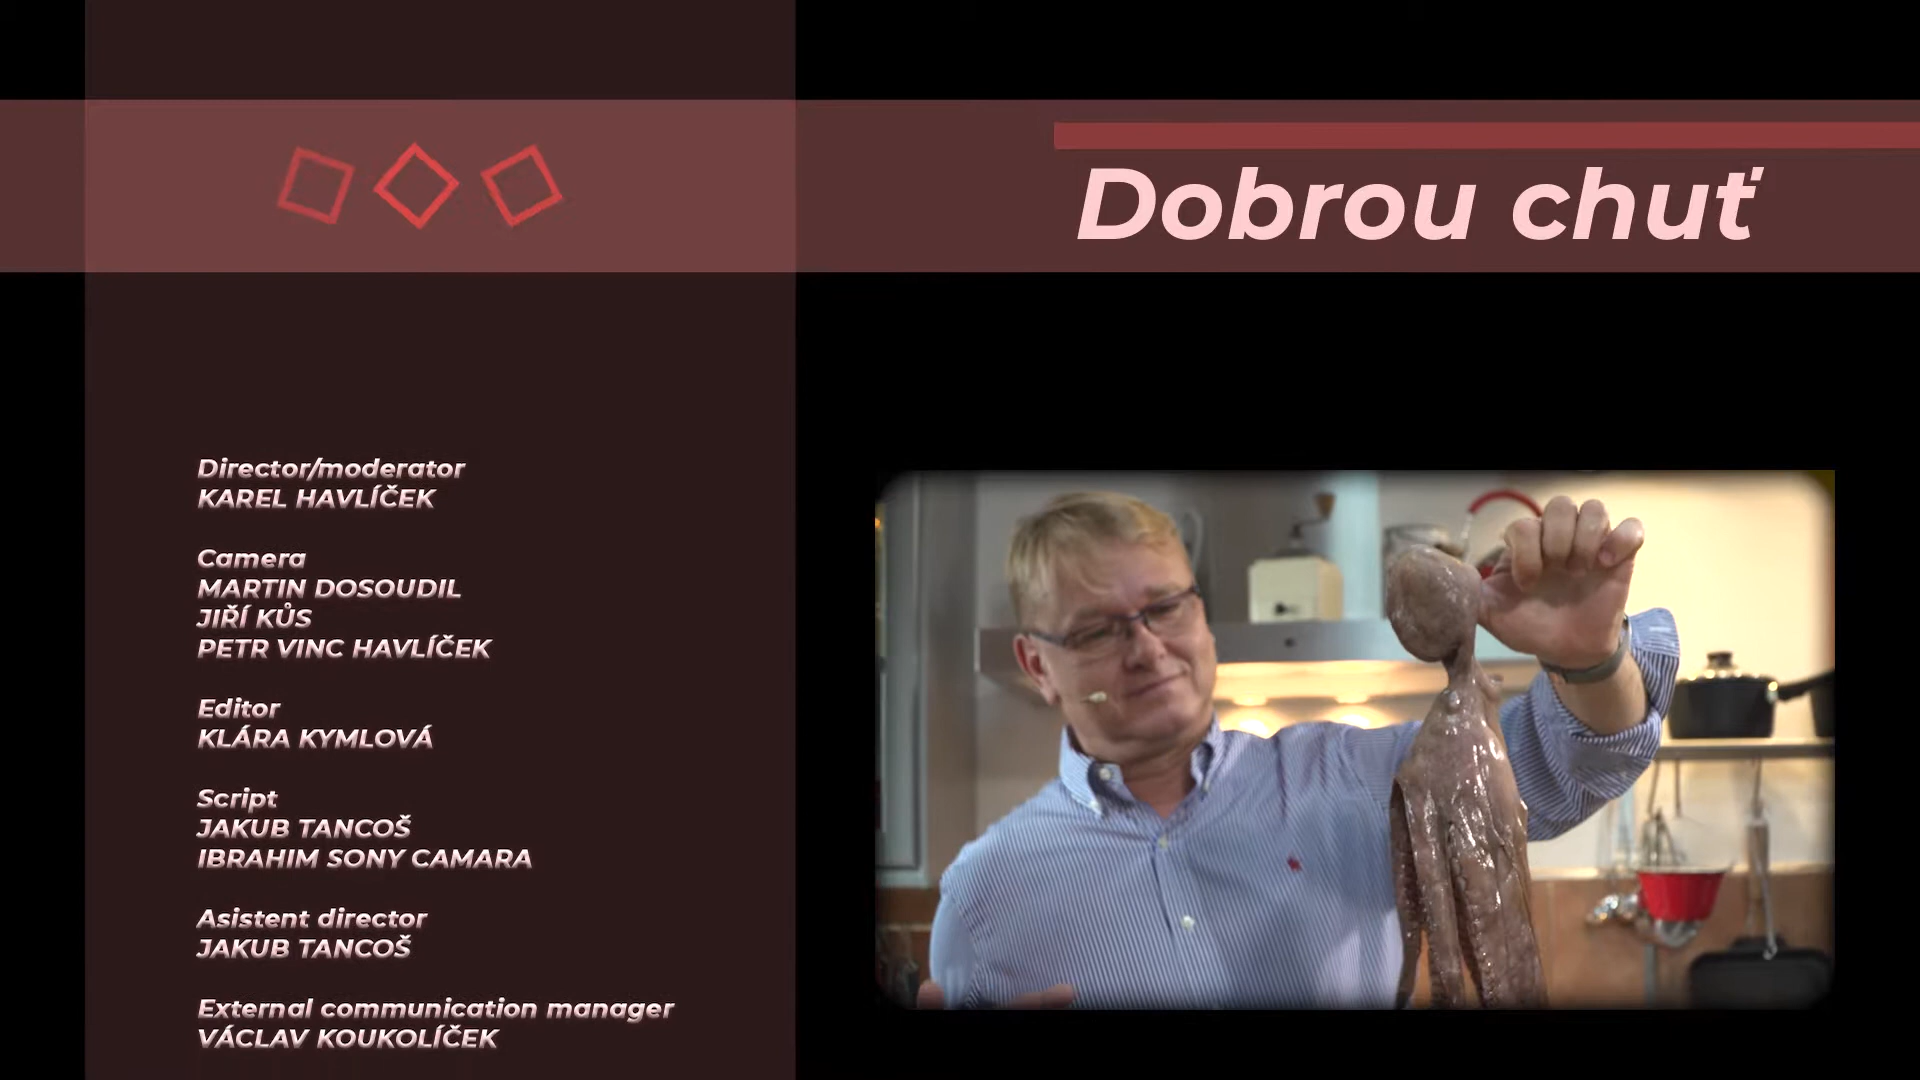 Dobrou chuť
Director/moderator
KAREL HAVLÍČEK
Camera
MARTIN DOSOUDIL
JIŘÍ KŮS
PETR VINC HAVLÍČEK
Editor
KLÁRA KYMLOVÁ
Script
JAKUB TANCOŠ
IBRAHIM SONY CAMARA
Asistent director
JAKUB TANCOŠ
External communication manager
VÁCLAV KOUKOLÍČEK